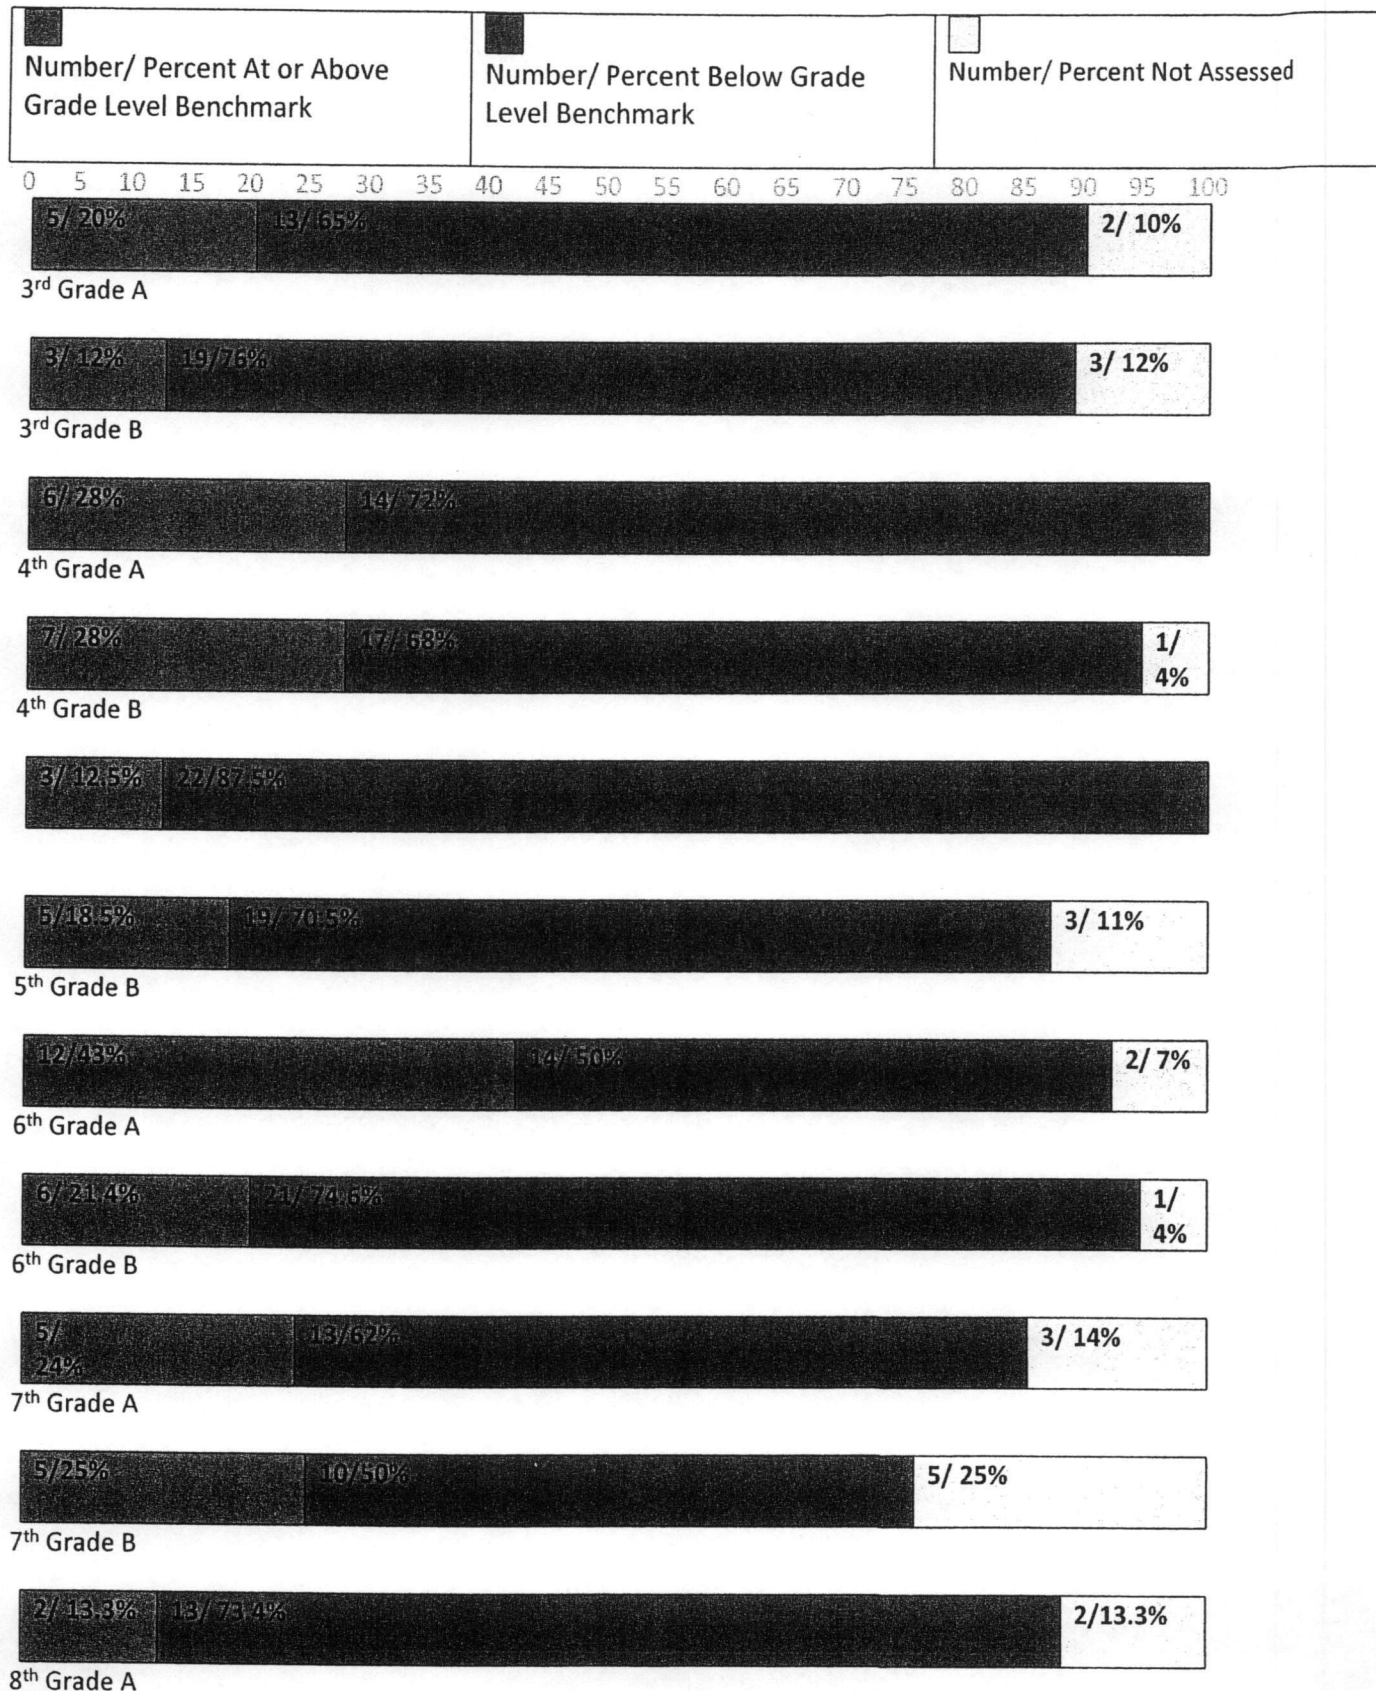 Number/ Percent At or Above
Grade Level Benchmark
Number/ Percent Below Grade
Level Benchmark
Number/ Percent Not Assessed
0 5 10 15 20 25 30 35 40 45 50 55 60 65 70 75 80 85 90 95 100
5/ 20% 13/ 65% 2/ 10%
3rd Grade A
3/ 12% 19/76% 3/ 12%
3rd Grade B
6/ 28% 14/ 72%
4th Grade A
7/ 28% 17/ 68% 1/
4%
4th Grade B
3/ 12.5% 22/87.5%
5/18.5% 19/ 70.5% 3/ 11%
5th Grade B
12/43% 14/ 50% 2/ 7%
6th Grade A
6/ 21.4% 21/ 74.6% 1/
4%
6th Grade B
5/
24%
13/62% 3/ 14%
7th Grade A
5/25% 10/50% 5/ 25%
7th Grade B
2/ 13.3% 13/ 73.4% 2/13.3%
8th Grade A